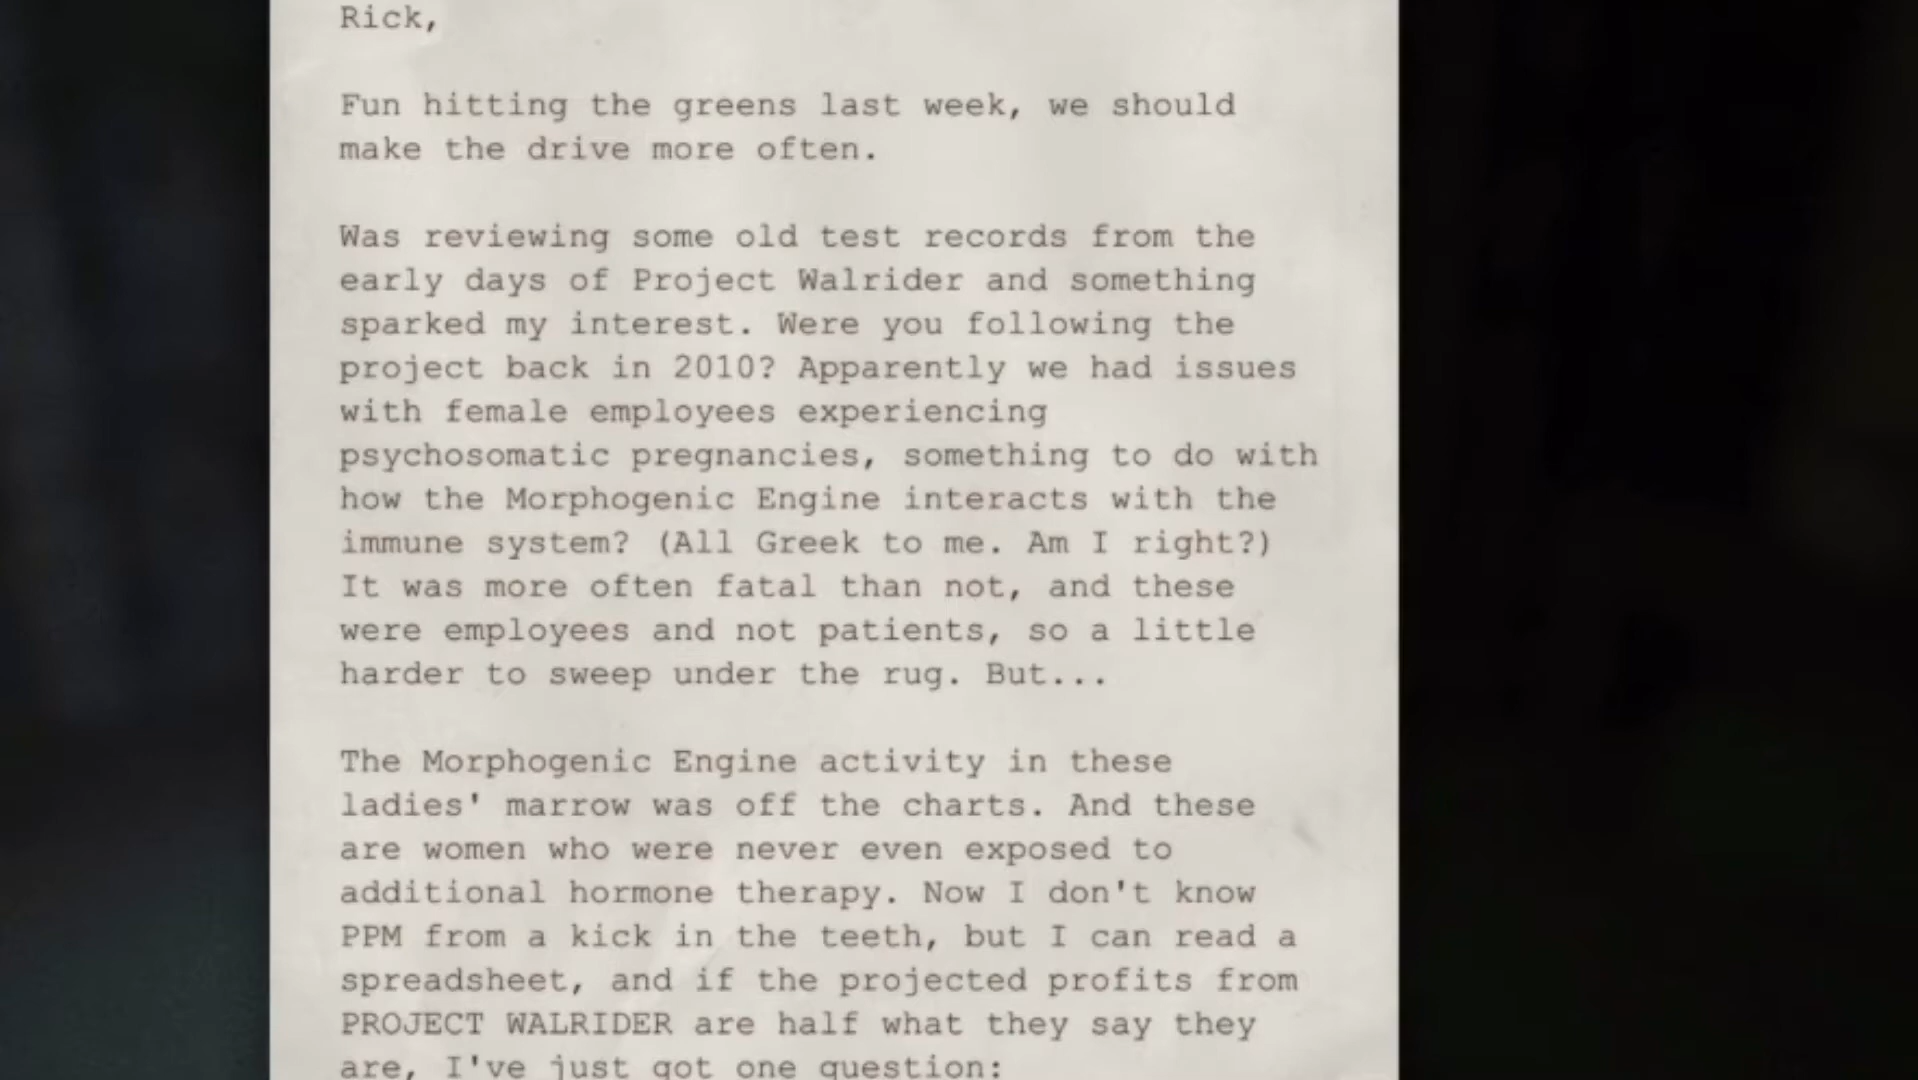 Rick,
Fun hitting the greens last week, we should
make the drive more often.
Was reviewing some old test records from the
early days of Project Walrider and something
sparked my interest. Were you following the
project back in 2010? Apparently we had issues
with female employees experiencing
psychosomatic pregnancies, something to do with
how the Morphogenic Engine interacts with the
immune system? (All Greek to me. Am I right?)
It was more often fatal than not, and these
were employees and not patients, so a little
harder to sweep under the rug. But...
The Morphogenic Engine activity in these
ladies' marrow was off the charts. And these
are women who were never even exposed to
additional hormone therapy. Now I don't know
PPM from a kick in the teeth, but I can read a
spreadsheet, and if the projected profits from
PROJECT WALRIDER are half what they say they
are, I've just got one question: